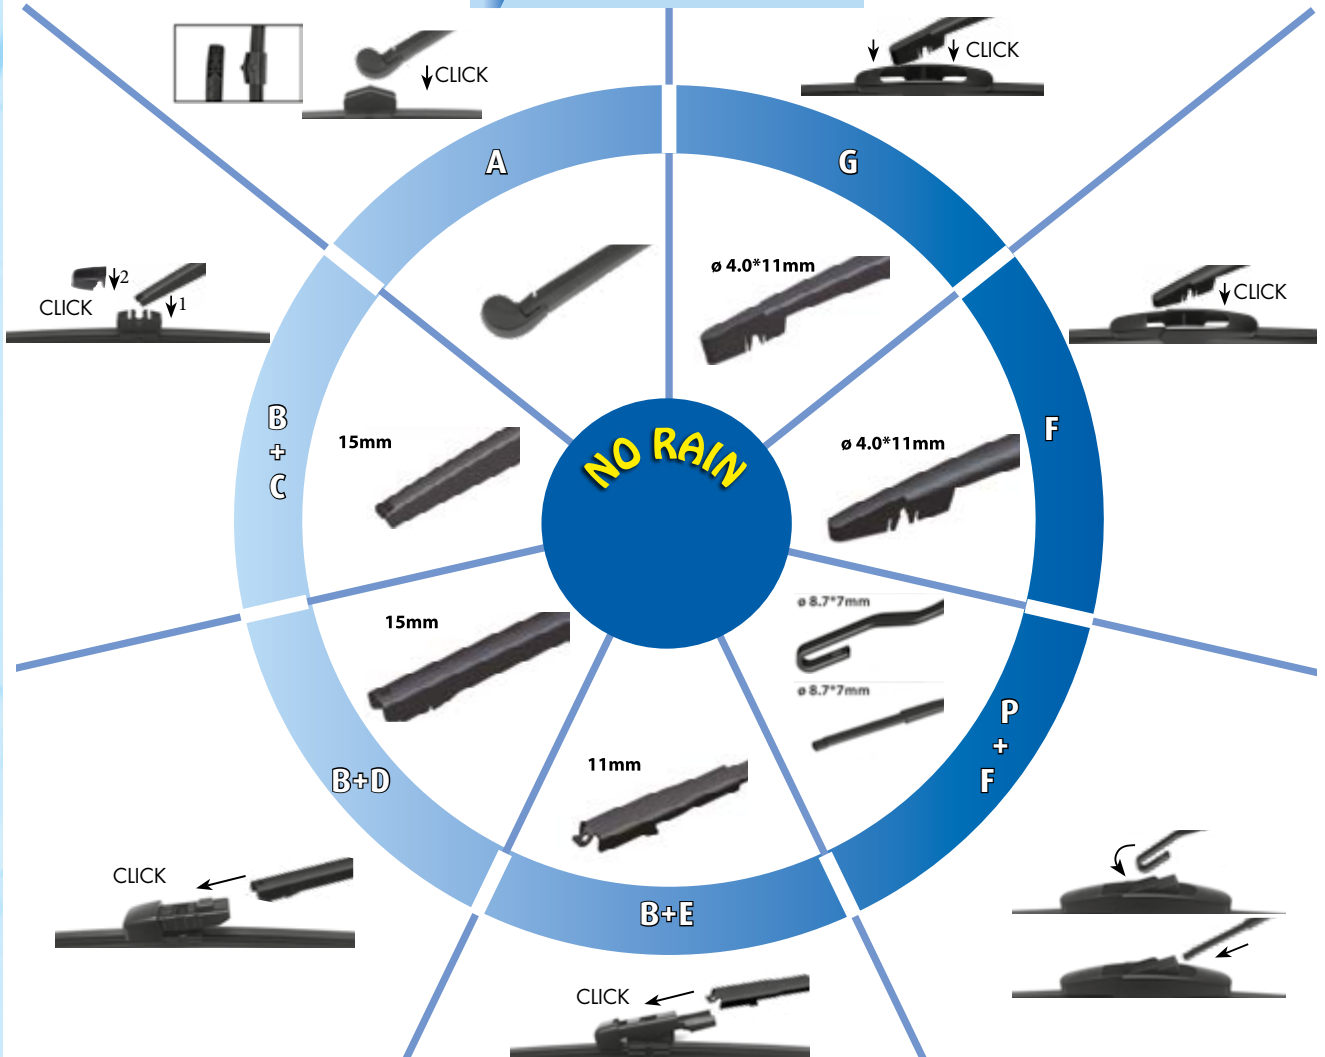 CLICK
CLICK
A
G
ø 4.0*11mm
2
CLICK
1
CLICK
B
+
C
15mm
NO RAIN
ø 4.0*11mm
F
ø 8.7*7mm
15mm
ø 8.7*7mm
P
+
F
11mm
B+D
CLICK
B+E
CLICK